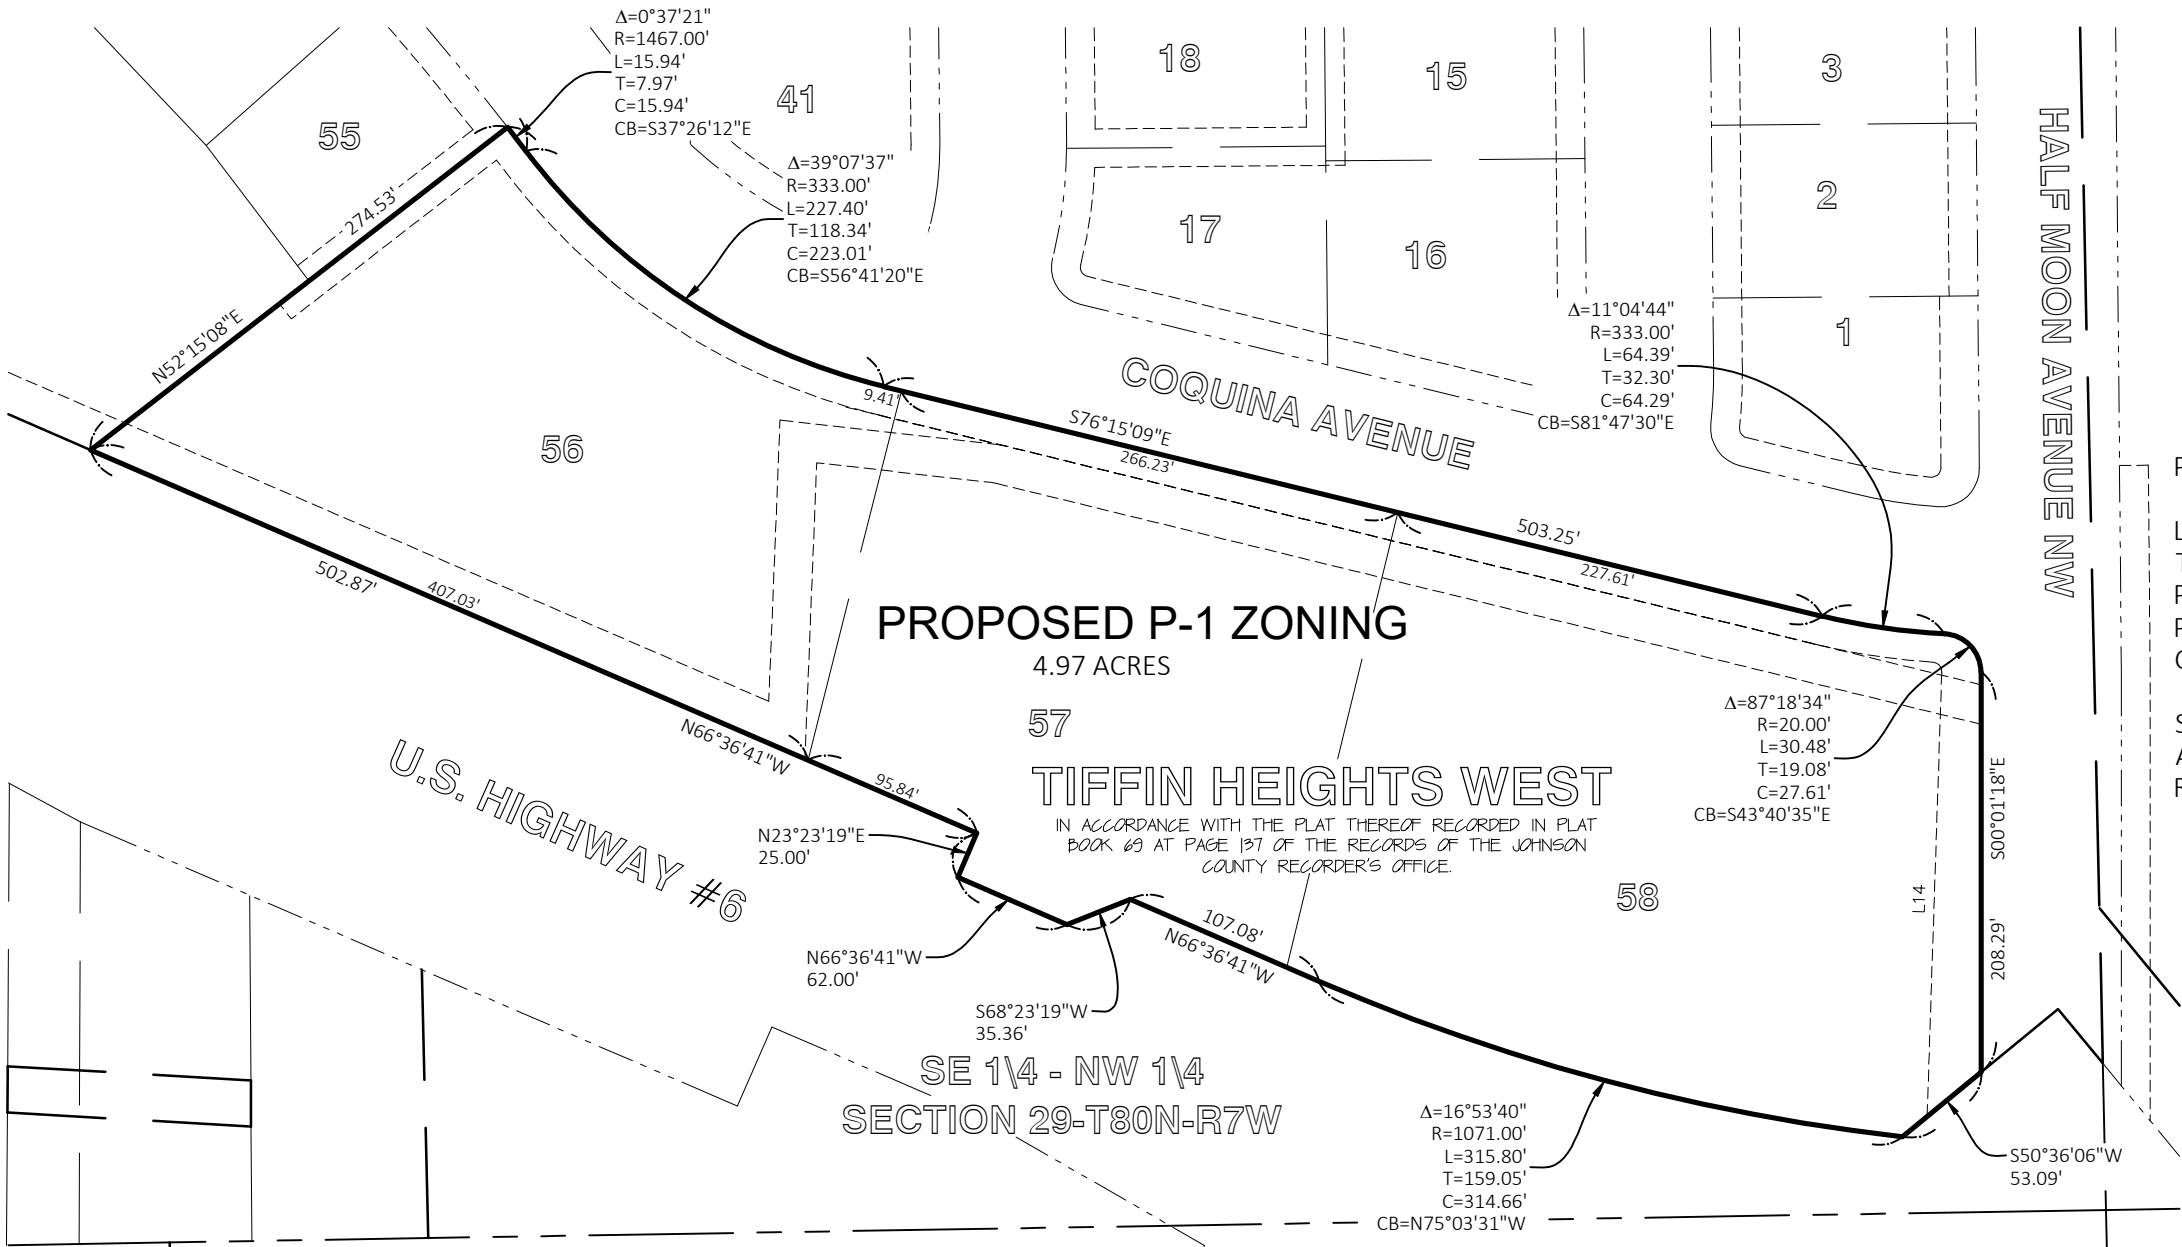 Δ=0°37'21"
R=1467.00'
L=15.94'
T=7.97'
C=15.94'
CB=S37°26'12"E
55
41
18
15
3
HALF MOON AVENUE NW
Δ=39°07'37"
R=333.00'
L=227.40'
T=118.34'
C=223.01'
CB=S56°41'20"E
274.53'
N52°15'08"E
17
16
2
1
Δ=11°04'44"
R=333.00'
L=64.39'
T=32.30'
C=64.29'
CB=S81°47'30"E
COQUINA AVENUE
9.41'
S76°15'09"E
266.23'
503.25'
227.61'
56
502.87'
407.03'
PROPOSED P-1 ZONING
4.97 ACRES
57
N66°36'41"W
95.84'
U.S. HIGHWAY #6
TIFFIN HEIGHTS WEST
IN ACCORDANCE WITH THE PLAT THEREOF RECORDED IN PLAT
BOOK 69 AT PAGE 137 OF THE RECORDS OF THE JOHNSON
COUNTY RECORDER'S OFFICE.
Δ=87°18'34"
R=20.00'
L=30.48'
T=19.08'
C=27.61'
CB=S43°40'35"E
S00°01'18"E
208.29'
L14
58
N23°23'19"E
25.00'
N66°36'41"W
62.00'
S68°23'19"W
35.36'
107.08'
N66°36'41"W
SE 1\4 - NW 1\4
SECTION 29-T80N-R7W
Δ=16°53'40"
R=1071.00'
L=315.80'
T=159.05'
C=314.66'
CB=N75°03'31"W
S50°36'06"W
53.09'